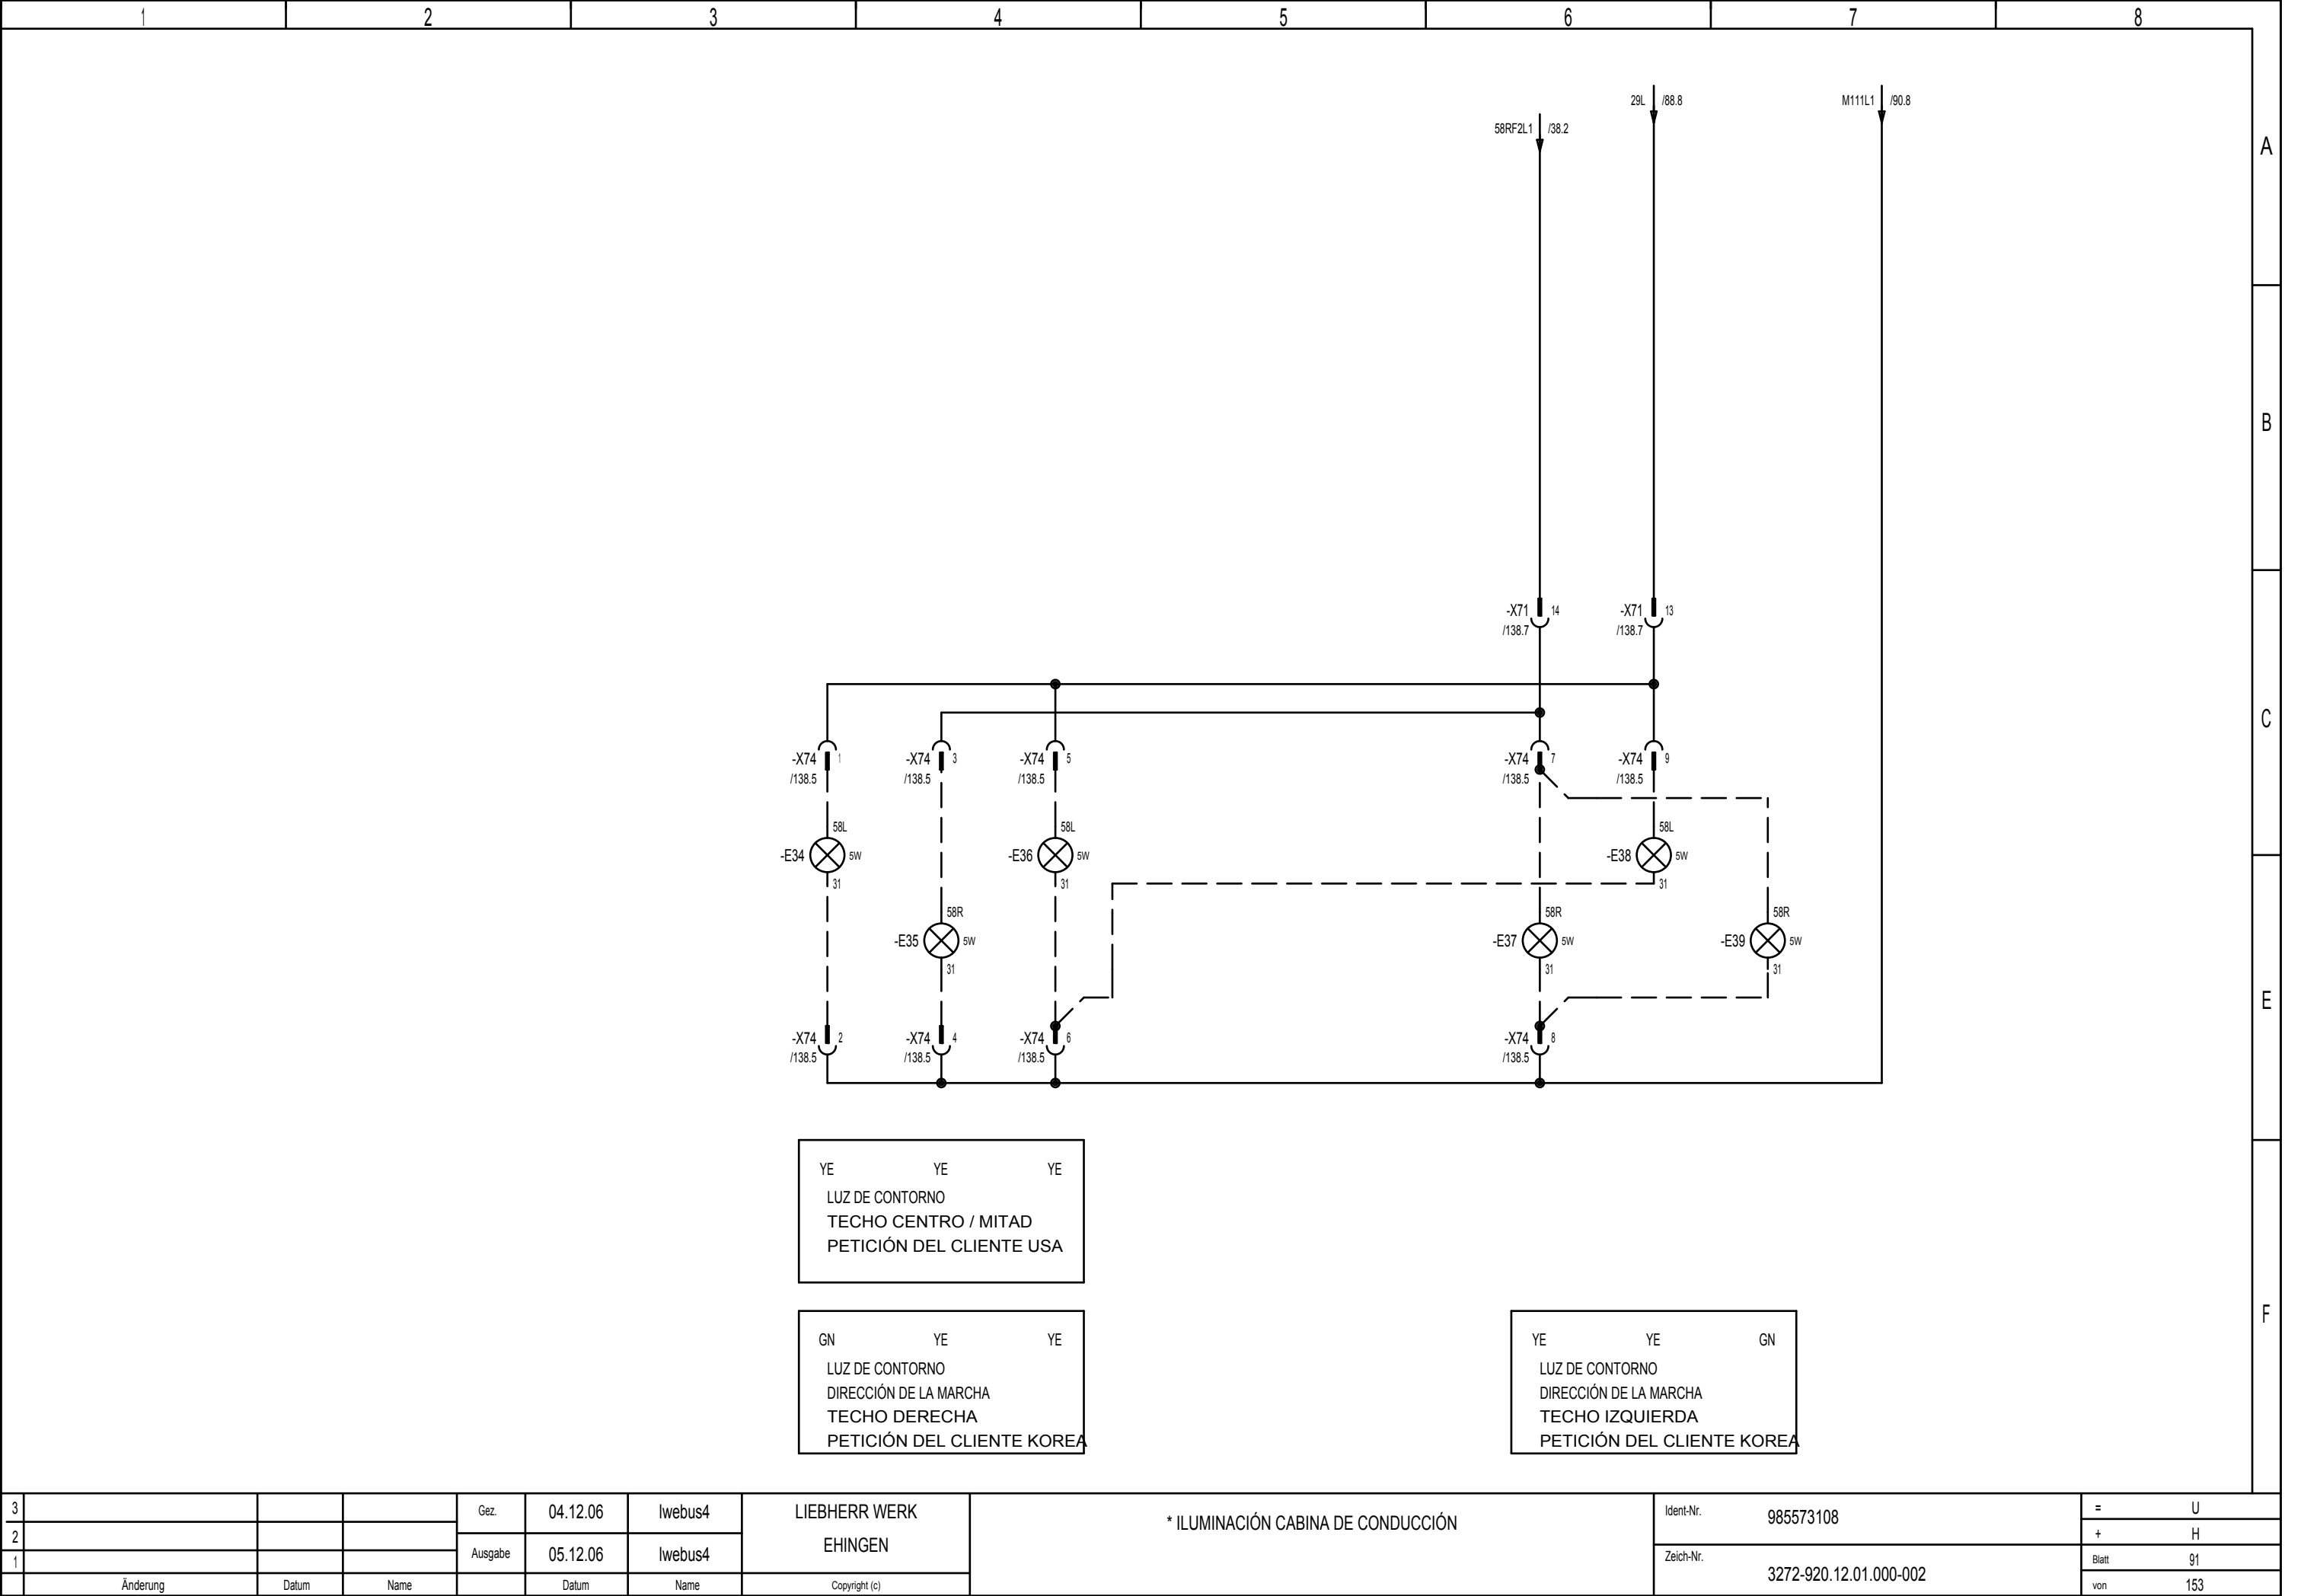 1 2 3 4 5 6 7 8
A
B
C
E
F
29L /88.8
M111L1 /90.8
58RF2L1 /38.2
-X71 14
/138.7
-X71 13
/138.7
-X74 1
/138.5
-X74 3
/138.5
-X74 5
/138.5
-X74 7
/138.5
-X74 9
/138.5
58L
-E34 5W
31
58L
-E36 5W
31
58L
-E38 5W
31
58R
-E35 5W
31
58R
-E37 5W
31
58R
-E39 5W
31
-X74 2
/138.5
-X74 4
/138.5
-X74 6
/138.5
-X74 8
/138.5
YE YE YE
LUZ DE CONTORNO
TECHO CENTRO / MITAD
PETICIÓN DEL CLIENTE USA
GN YE YE
LUZ DE CONTORNO
DIRECCIÓN DE LA MARCHA
TECHO DERECHA
PETICIÓN DEL CLIENTE KOREA
YE YE GN
LUZ DE CONTORNO
DIRECCIÓN DE LA MARCHA
TECHO IZQUIERDA
PETICIÓN DEL CLIENTE KOREA
3
2
1
Änderung Datum Name
Gez. 04.12.06 lwebus4
Ausgabe 05.12.06 lwebus4
Datum Name
LIEBHERR WERK
EHINGEN
Copyright (c)
* ILUMINACIÓN CABINA DE CONDUCCIÓN
Ident-Nr. 985573108
Zeich-Nr. 3272-920.12.01.000-002
= U
+ H
Blatt 91
von 153